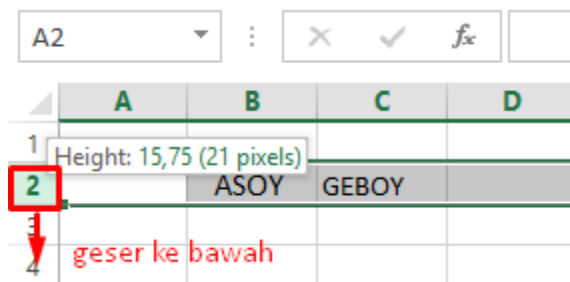 A2 fx
A B C D
1
Height: 15,75 (21 pixels)
2 ASOY GEBOY
3
4 geser ke bawah